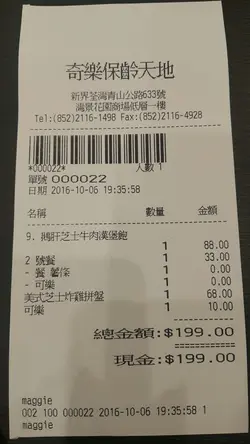 奇樂保齡天地
新界荃灣青山公路633號
灣景花園商場低層一樓
Tel:(852)2116-1498 Fax:(852)2116-4928
*000022* 人數 1
單號 000022
日期 2016-10-06 19:35:58
名稱 數量 金額
9. 鵝肝芝士牛肉漢堡飽 1 88.00
2 號餐 1 33.00
- 餐 薯條 1 0.00
- 可樂 1 0.00
美式芝士炸雞拼盤 1 68.00
可樂 1 10.00
總金額:$199.00
現金:$199.00
maggie
002 100 000022 2016-10-06 19:35:58 1
maggie